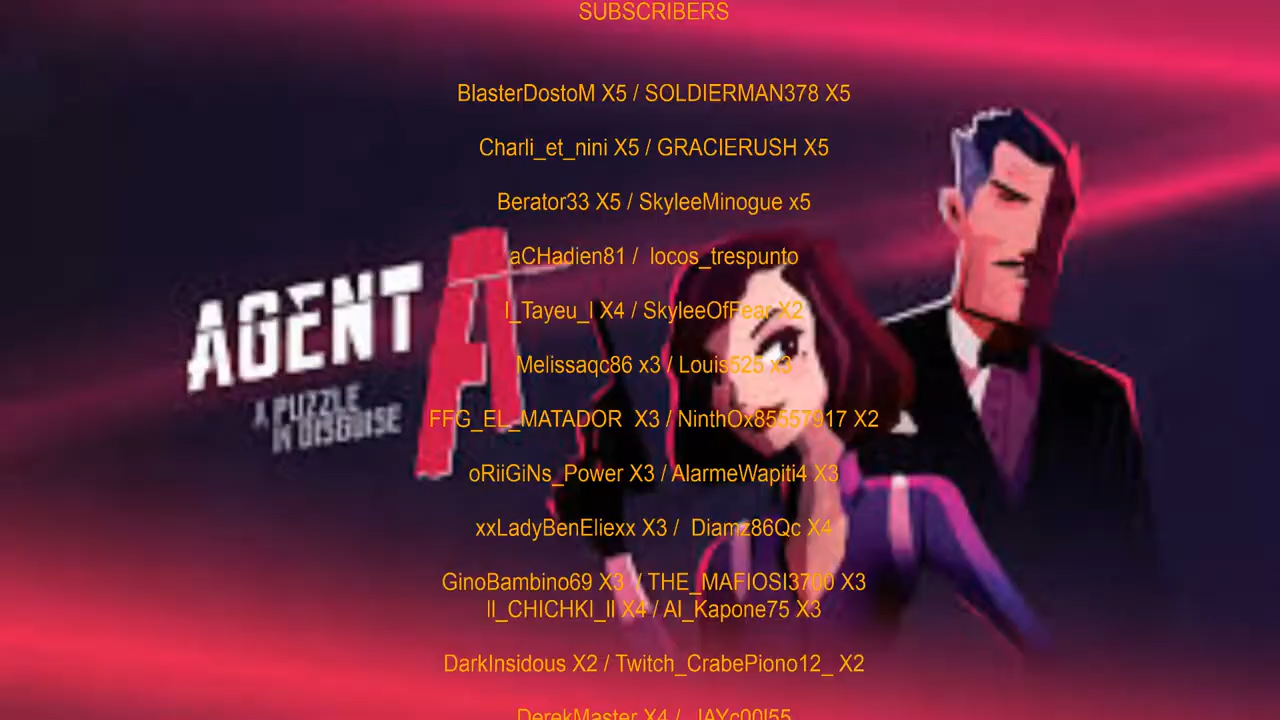 SUBSCRIBERS
BlasterDostoM X5 / SOLDIERMAN378 X5
Charli_et_nini X5 / GRACIERUSH X5
Berator33 X5 / SkyleeMinogue x5
aCHadien81 /  locos_trespunto
I_Tayeu_I X4 / SkyleeOfFear X2
Melissaqc86 x3 / Louis525 x3
FFG_EL_MATADOR  X3 / NinthOx85557917 X2
oRiiGiNs_Power X3 / AlarmeWapiti4 X3
xxLadyBenEliexx X3 /  Diamz86Qc X4
GinoBambino69 X3  / THE_MAFIOSI3700 X3
II_CHICHKI_II X4 / Al_Kapone75 X3
DarkInsidous X2 / Twitch_CrabePiono12_ X2
DerekMaster X4 /
AGENT A
A PUZZLE
IN DISGUISE